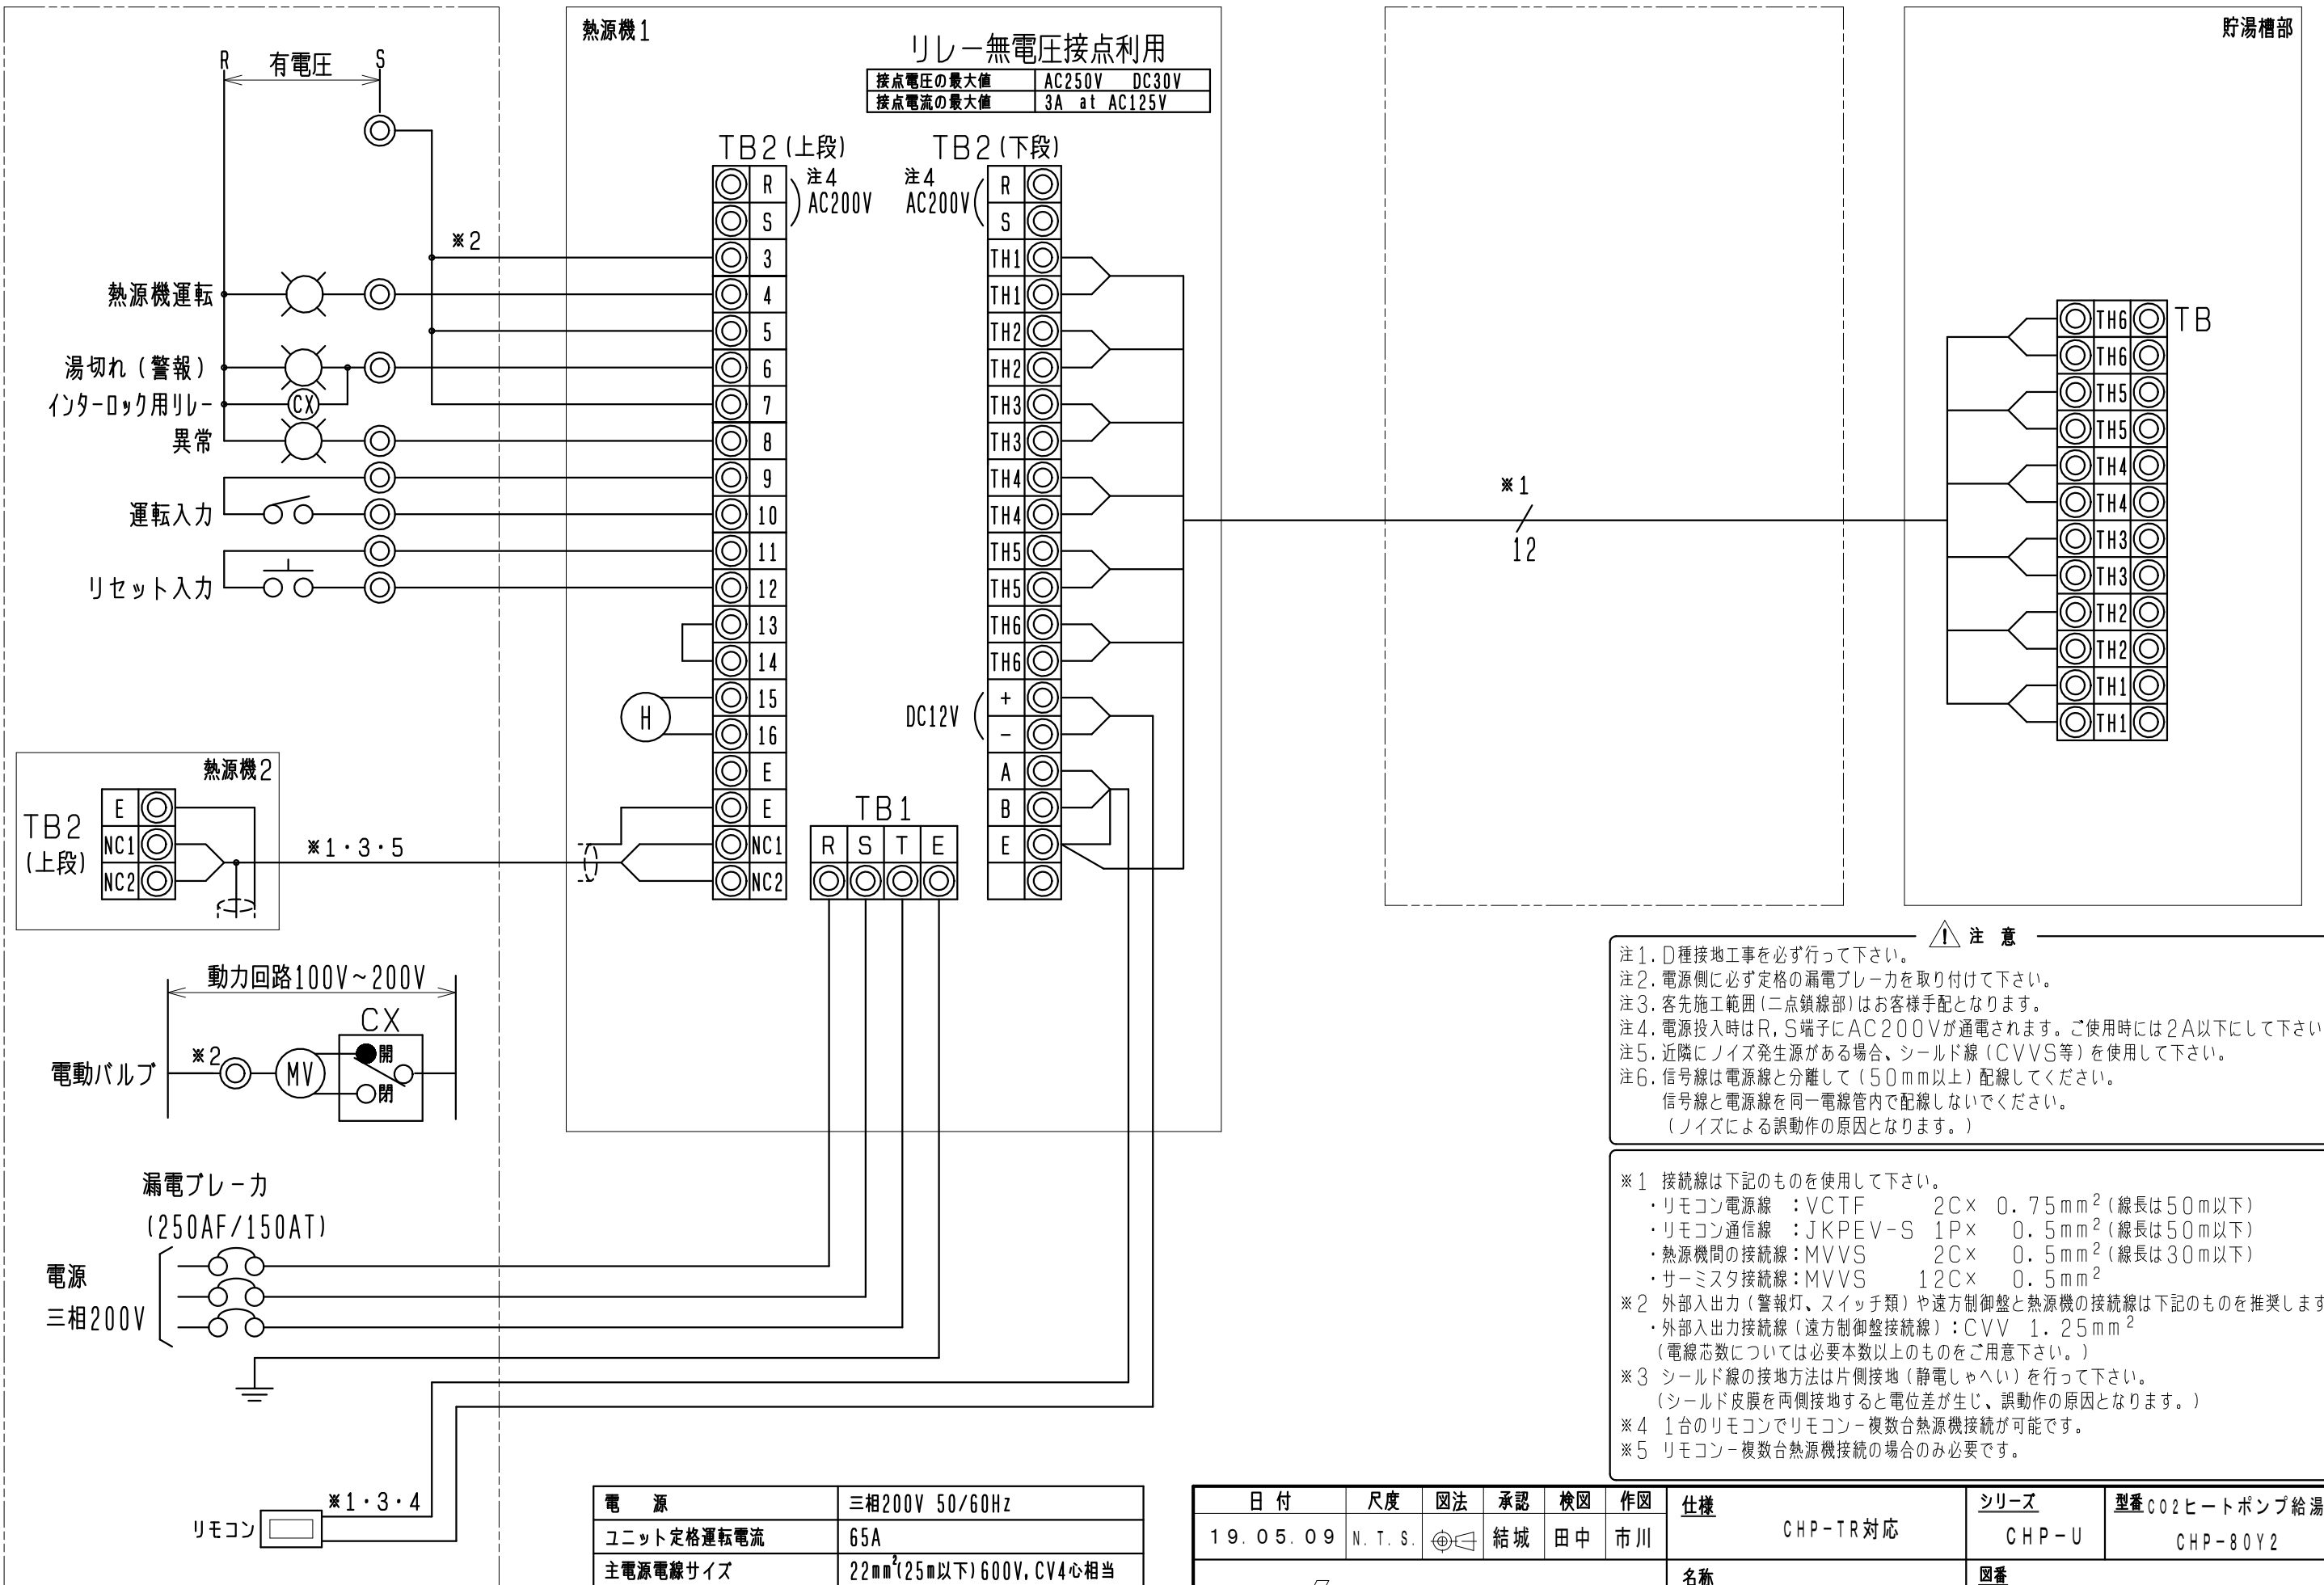 熱源機1
貯湯槽部
リレー無電圧接点利用
接点電圧の最大値 AC250V DC30V
接点電流の最大値 3A at AC125V
R 有電圧 S
TB2(上段)
TB2(下段)
注4
AC200V
注4
AC200V
※2
熱源機運転
湯切れ(警報)
インターロック用リレー
CX
異常
運転入力
リセット入力
R
S
3
4
5
6
7
8
9
10
11
12
13
14
15
16
E
E
NC1
NC2
H
R
S
TH1
TH1
TH2
TH2
TH3
TH3
TH4
TH4
TH5
TH5
TH6
TH6
+
-
A
B
E
DC12V
※1
12
TB
TH6
TH6
TH5
TH5
TH4
TH4
TH3
TH3
TH2
TH2
TH1
TH1
熱源機2
TB2
(上段)
E
NC1
NC2
※1・3・5
TB1
R S T E
動力回路100V~200V
CX
電動バルブ
※2
MV
開
閉
漏電ブレーカ
(250AF/150AT)
電源
三相200V
リモコン
※1・3・4
注 意
注1.D種接地工事を必ず行って下さい。
注2.電源側に必ず定格の漏電ブレーカを取り付けて下さい。
注3.客先施工範囲(二点鎖線部)はお客様手配となります。
注4.電源投入時はR,S端子にAC200Vが通電されます。ご使用時には2A以下にして下さい
注5.近隣にノイズ発生源がある場合、シールド線(CVVS等)を使用して下さい。
注6.信号線は電源線と分離して(50mm以上)配線してください。
信号線と電源線を同一電線管内で配線しないでください。
(ノイズによる誤動作の原因となります。)
※1 接続線は下記のものを使用して下さい。
・リモコン電源線 :VCTF 2C× 0.75mm²(線長は50m以下)
・リモコン通信線 :JKPEV-S 1P× 0.5mm²(線長は50m以下)
・熱源機間の接続線:MVVS 2C× 0.5mm²(線長は30m以下)
・サーミスタ接続線:MVVS 12C× 0.5mm²
※2 外部入出力(警報灯、スイッチ類)や遠方制御盤と熱源機の接続線は下記のものを推奨します
・外部入出力接続線(遠方制御盤接続線):CVV 1.25mm²
(電線芯数については必要本数以上のものをご用意下さい。)
※3 シールド線の接地方法は片側接地(静電しゃへい)を行って下さい。
(シールド皮膜を両側接地すると電位差が生じ、誤動作の原因となります。)
※4 1台のリモコンでリモコン-複数台熱源機接続が可能です。
※5 リモコン-複数台熱源機接続の場合のみ必要です。
電 源 三相200V 50/60Hz
ユニット定格運転電流 65A
主電源電線サイズ 22mm²(25m以下)600V,CV4心相当
日 付 尺度 図法 承認 検図 作図
19.05.09 N.T.S. 結城 田中 市川
仕様
CHP-TR対応
シリーズ
CHP-U
型番 CO2ヒートポンプ給湯
CHP-80Y2
名称
図番